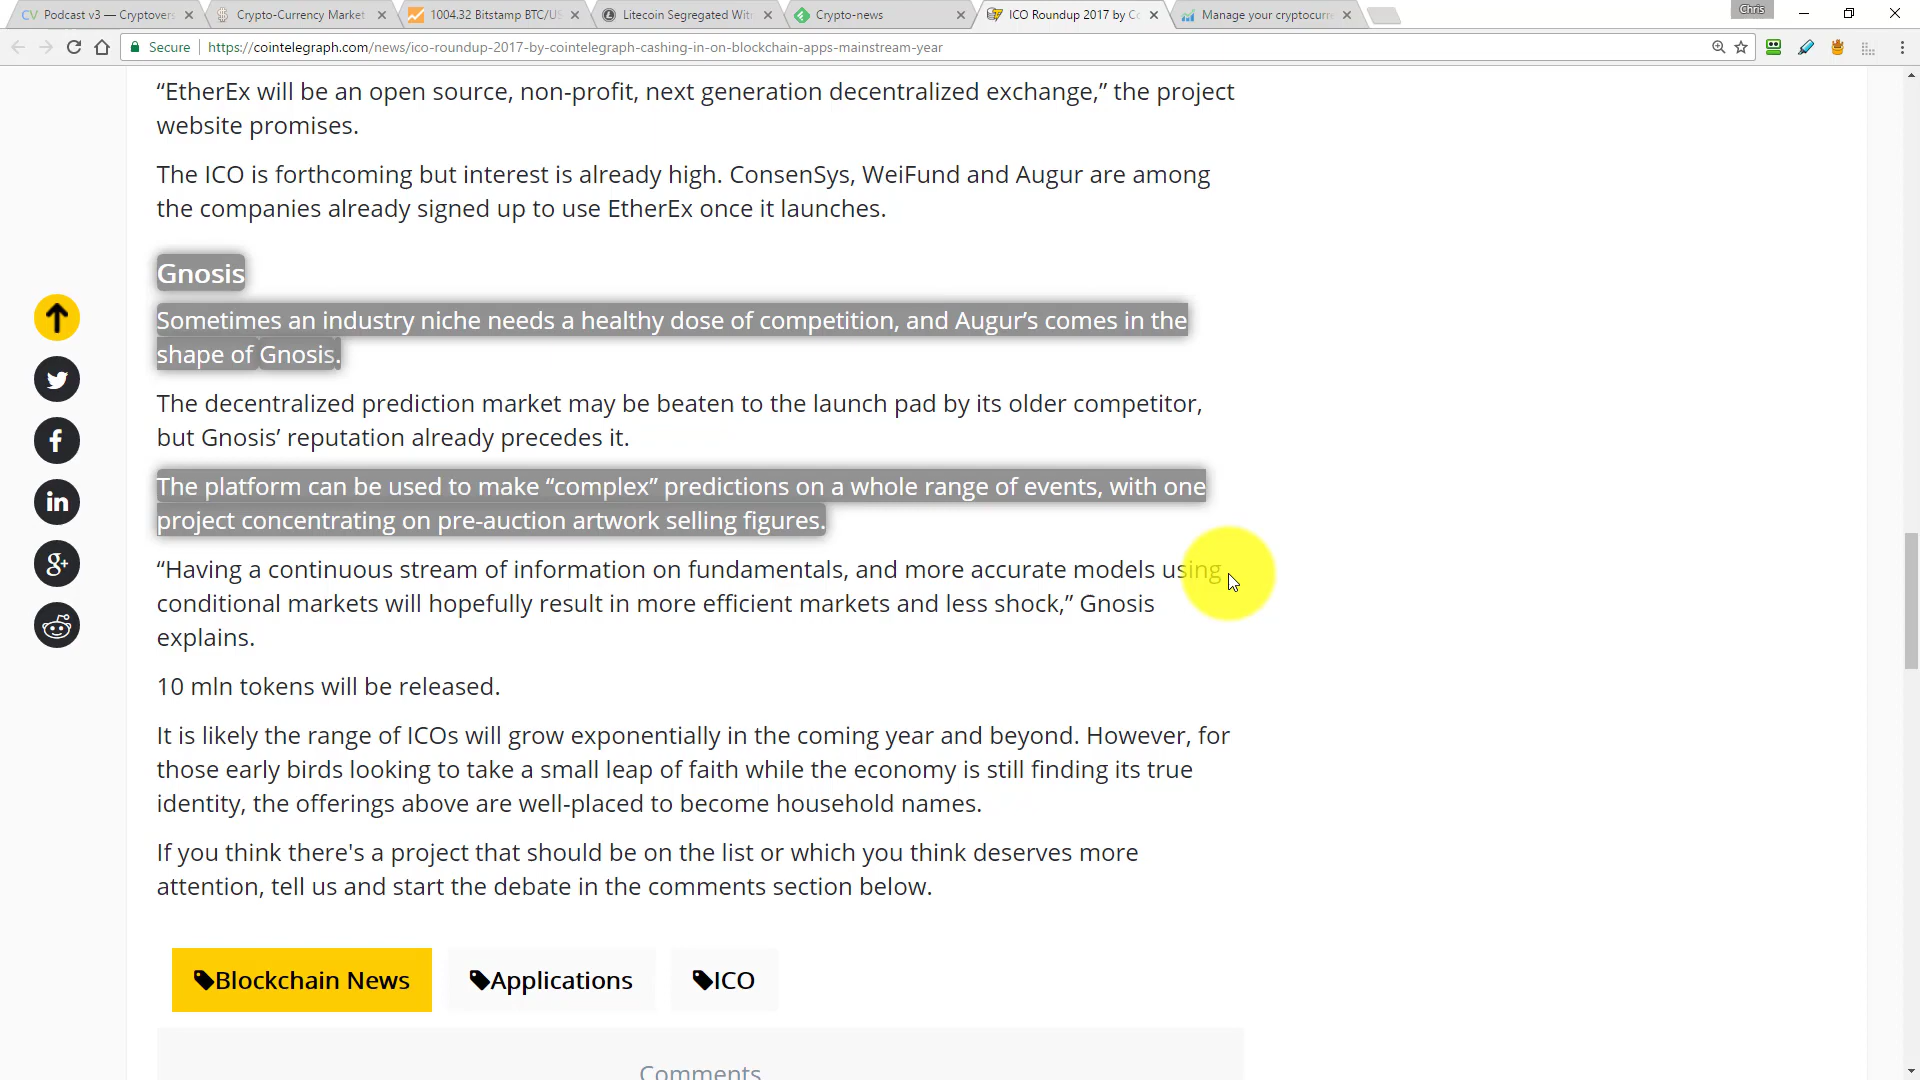 CV Podcast v3 — Cryptovers
Crypto-Currency Market
1004.32 Bitstamp BTC/US
Litecoin Segregated Wit
Crypto-news
ICO Roundup 2017 by Co
Manage your cryptocurr
Chris
Secure https://cointelegraph.com/news/ico-roundup-2017-by-cointelegraph-cashing-in-on-blockchain-apps-mainstream-year
“EtherEx will be an open source, non-profit, next generation decentralized exchange,” the project
website promises.
The ICO is forthcoming but interest is already high. ConsenSys, WeiFund and Augur are among
the companies already signed up to use EtherEx once it launches.
Gnosis
Sometimes an industry niche needs a healthy dose of competition, and Augur’s comes in the
shape of Gnosis.
The decentralized prediction market may be beaten to the launch pad by its older competitor,
but Gnosis’ reputation already precedes it.
The platform can be used to make “complex” predictions on a whole range of events, with one
project concentrating on pre-auction artwork selling figures.
“Having a continuous stream of information on fundamentals, and more accurate models using
conditional markets will hopefully result in more efficient markets and less shock,” Gnosis
explains.
10 mln tokens will be released.
It is likely the range of ICOs will grow exponentially in the coming year and beyond. However, for
those early birds looking to take a small leap of faith while the economy is still finding its true
identity, the offerings above are well-placed to become household names.
If you think there's a project that should be on the list or which you think deserves more
attention, tell us and start the debate in the comments section below.
Blockchain News
Applications
ICO
Comments